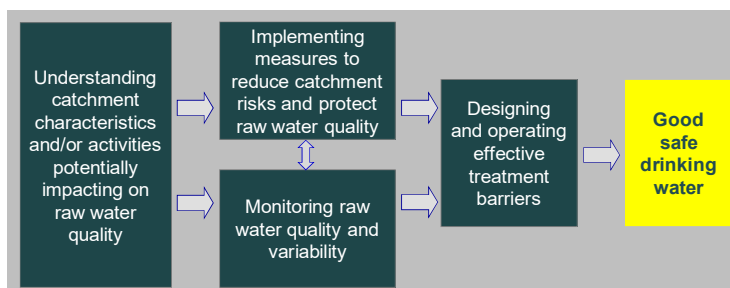 Understanding
catchment
characteristics
and/or activities
potentially
impacting on
raw water
quality
Implementing
measures to
reduce catchment
risks and protect
raw water quality
Monitoring raw
water quality and
variability
Designing
and operating
effective
treatment
barriers
Good
safe
drinking
water